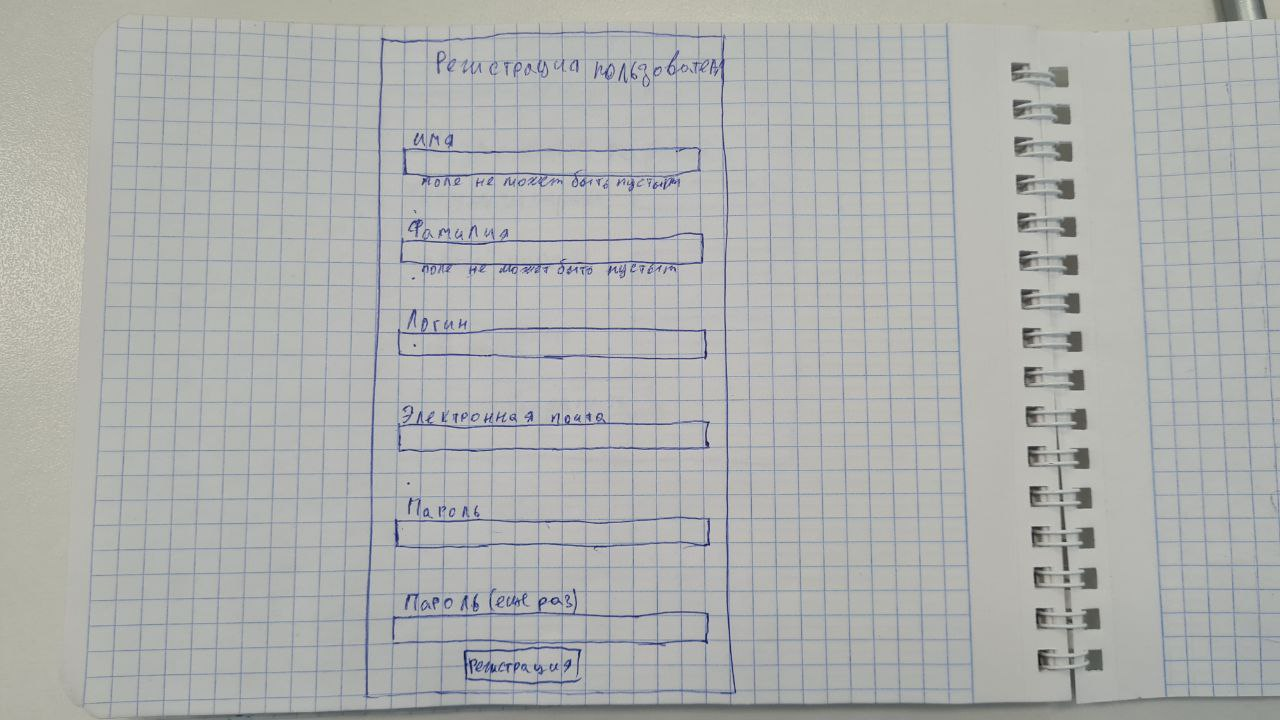 Регистрация пользовател
имя
поле не может быть пустым
Фамилия
поле не может быть пустым
Логин
Электронная почта
Пароль
Пароль (еще раз)
Регистрация